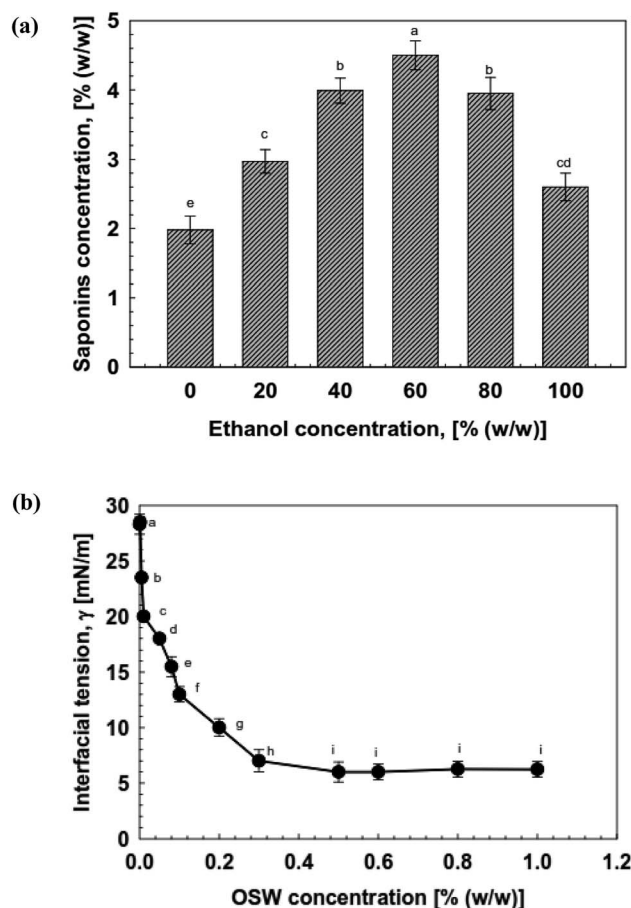 (a)
Saponins concentration, [% (w/w)]
5
4
3
2
1
0
e
c
b
a
b
cd
0 20 40 60 80 100
Ethanol concentration, [% (w/w)]
(b)
Interfacial tension, γ [mN/m]
30
25
20
15
10
5
0
a
b
c
d
e
f
g
h
i
i
i
i
0.0 0.2 0.4 0.6 0.8 1.0 1.2
OSW concentration [% (w/w)]